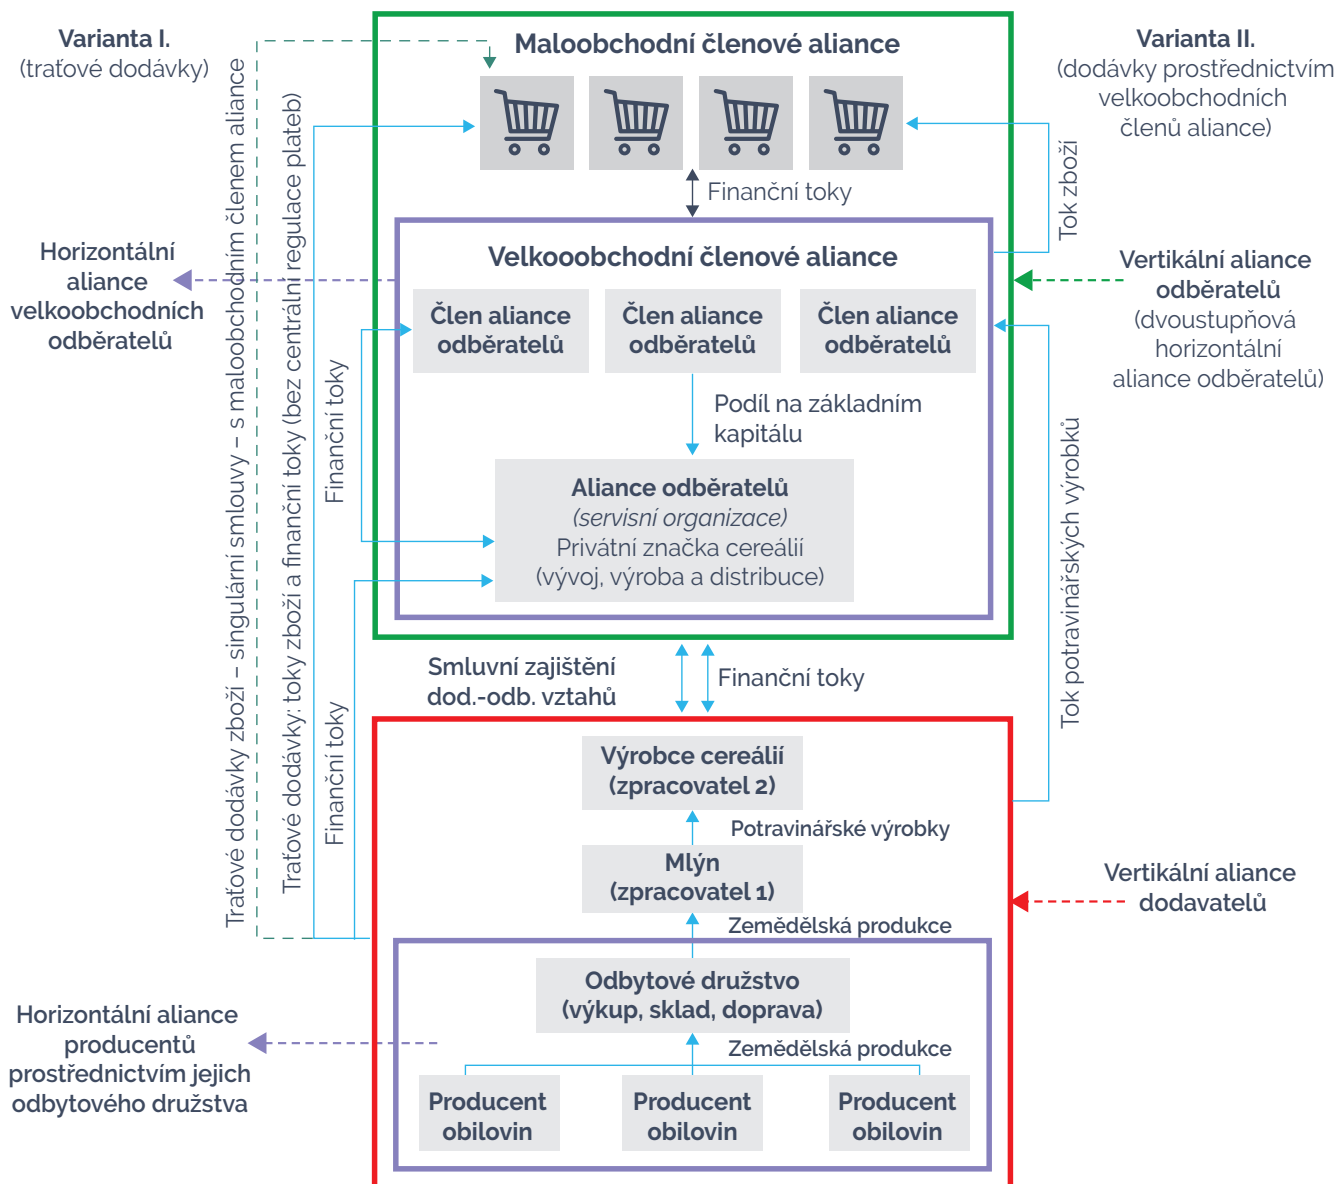 Varianta I.
(traťové dodávky)
Maloobchodní členové aliance
Varianta II.
(dodávky prostřednictvím
velkoobchodních
členů aliance)
Finanční toky
Tok zboží
Traťové dodávky zboží – singulární smlouvy – s maloobchodním členem aliance
Traťové dodávky: toky zboží a finanční toky (bez centrální regulace plateb)
Horizontální
aliance
velkoobchodních
odběratelů
Velkooobchodní členové aliance
Vertikální aliance
odběratelů
(dvoustupňová
horizontální
aliance odběratelů)
Člen aliance
odběratelů
Člen aliance
odběratelů
Člen aliance
odběratelů
Finanční toky
Podíl na základním
kapitálu
Aliance odběratelů
(servisní organizace)
Privátní značka cereálií
(vývoj, výroba a distribuce)
Tok potravinářských výrobků
Smluvní zajištění
dod.-odb. vztahů
Finanční toky
Finanční toky
Výrobce cereálií
(zpracovatel 2)
Potravinářské výrobky
Mlýn
(zpracovatel 1)
Vertikální aliance
dodavatelů
Zemědělská produkce
Odbytové družstvo
(výkup, sklad, doprava)
Horizontální aliance
producentů
prostřednictvím jejich
odbytového družstva
Zemědělská produkce
Producent
obilovin
Producent
obilovin
Producent
obilovin